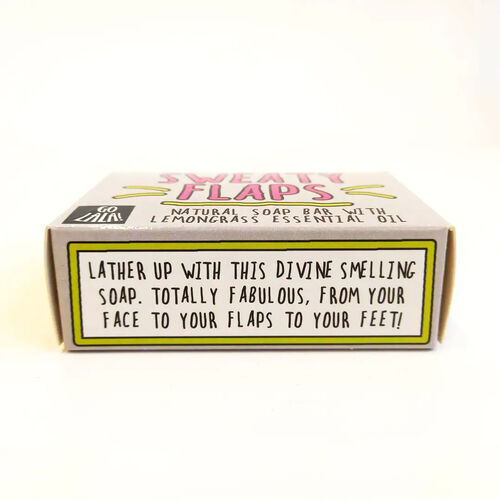 SWEATY
FLAPS
GO
LALA!
NATURAL SOAP BAR WITH
LEMONGRASS ESSENTIAL OIL
LATHER UP WITH THIS DIVINE SMELLING
SOAP. TOTALLY FABULOUS, FROM YOUR
FACE TO YOUR FLAPS TO YOUR FEET!